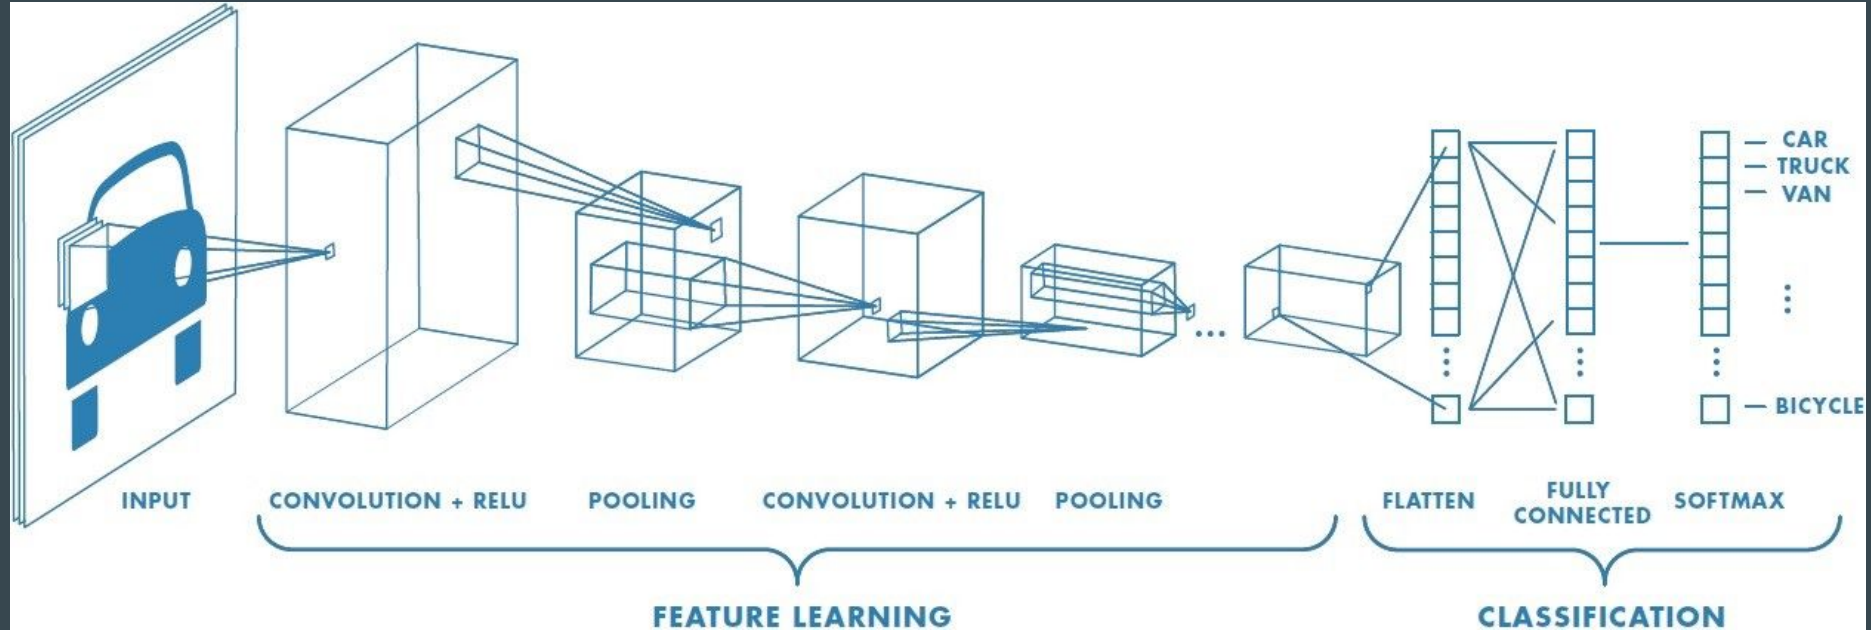 CAR
TRUCK
VAN
BICYCLE
INPUT
CONVOLUTION + RELU
POOLING
CONVOLUTION + RELU
POOLING
FLATTEN
FULLY
CONNECTED
SOFTMAX
FEATURE LEARNING
CLASSIFICATION